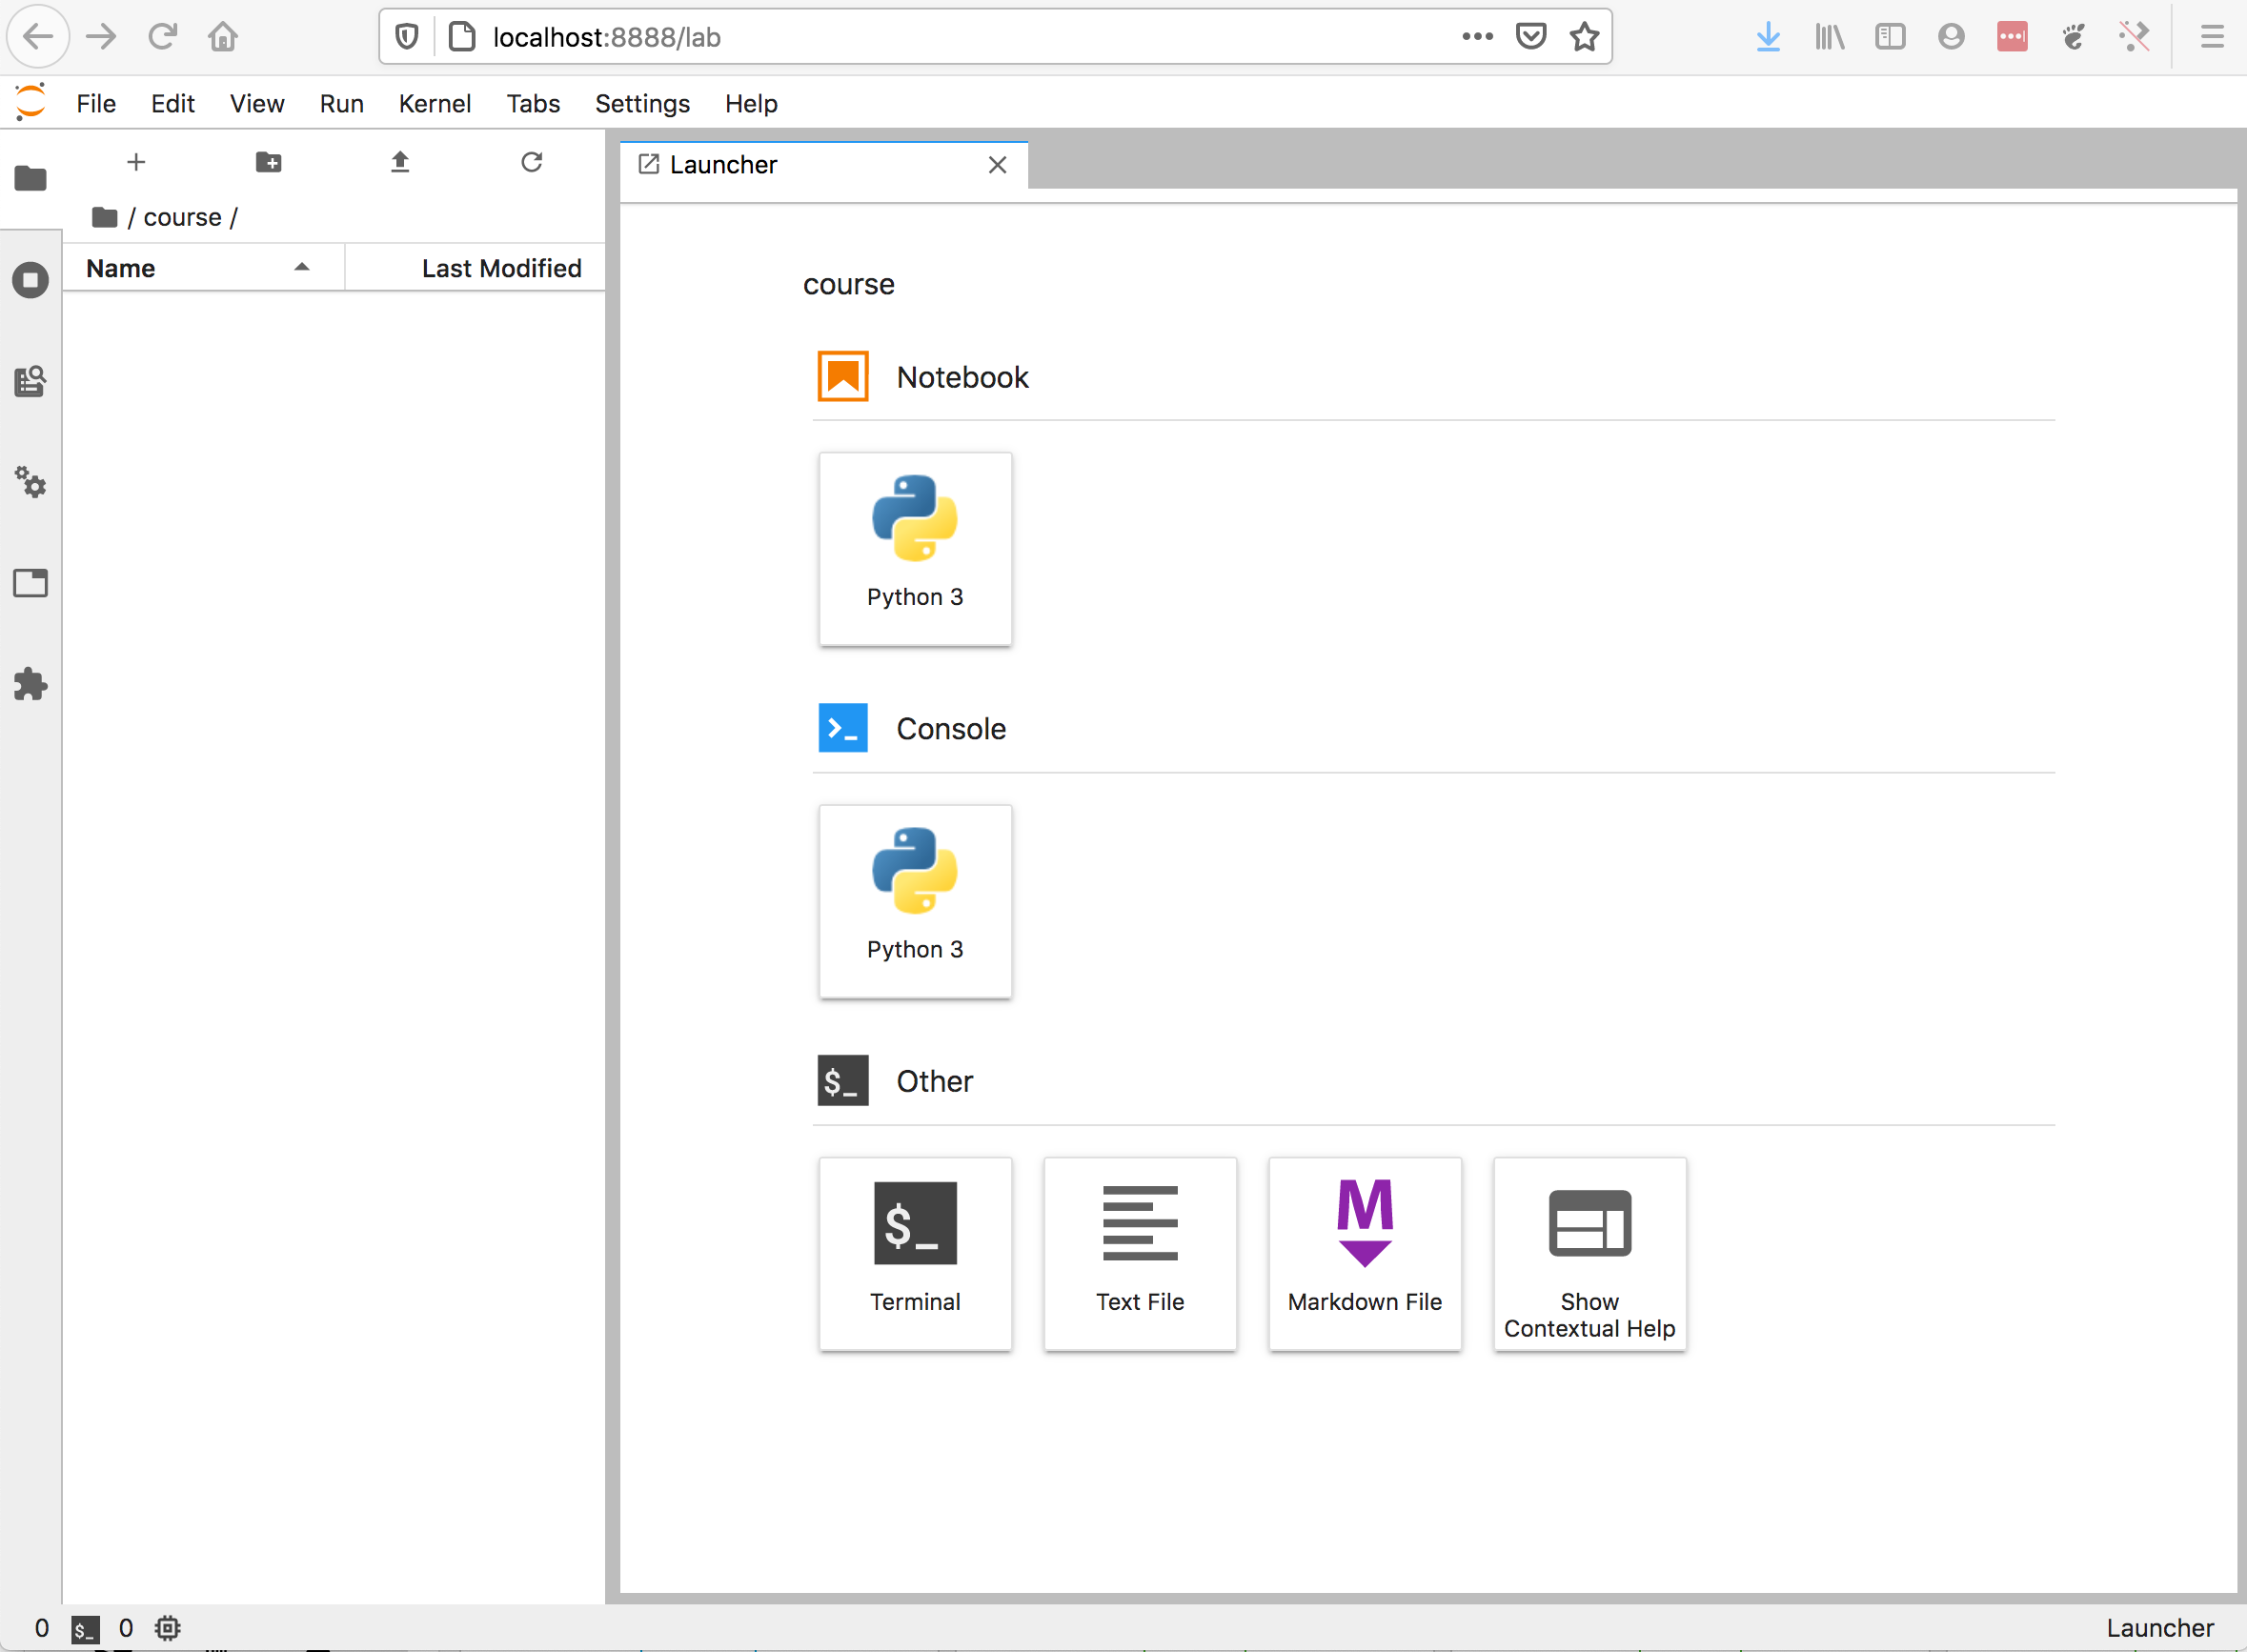 localhost:8888/lab
File Edit View Run Kernel Tabs Settings Help
Launcher
/ course /
Name Last Modified
course
Notebook
Python 3
>_ Console
Python 3
$_ Other
$_
M
Terminal Text File Markdown File Show
Contextual Help
0 $_ 0 Launcher